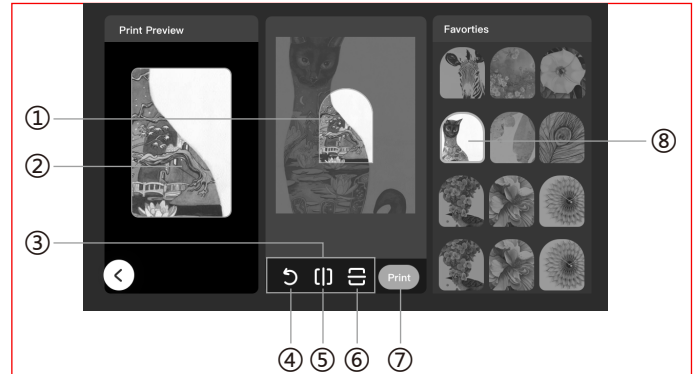 Print Preview
Favorties
①
②
⑧
③
Print
④ ⑤ ⑥ ⑦